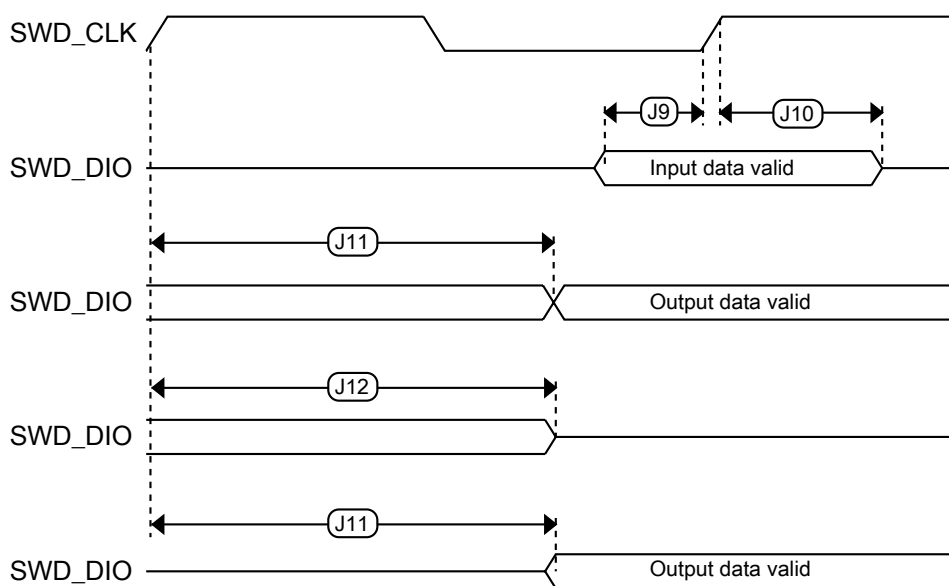 SWD_CLK
J9
J10
SWD_DIO
Input data valid
J11
SWD_DIO
Output data valid
J12
SWD_DIO
J11
SWD_DIO
Output data valid